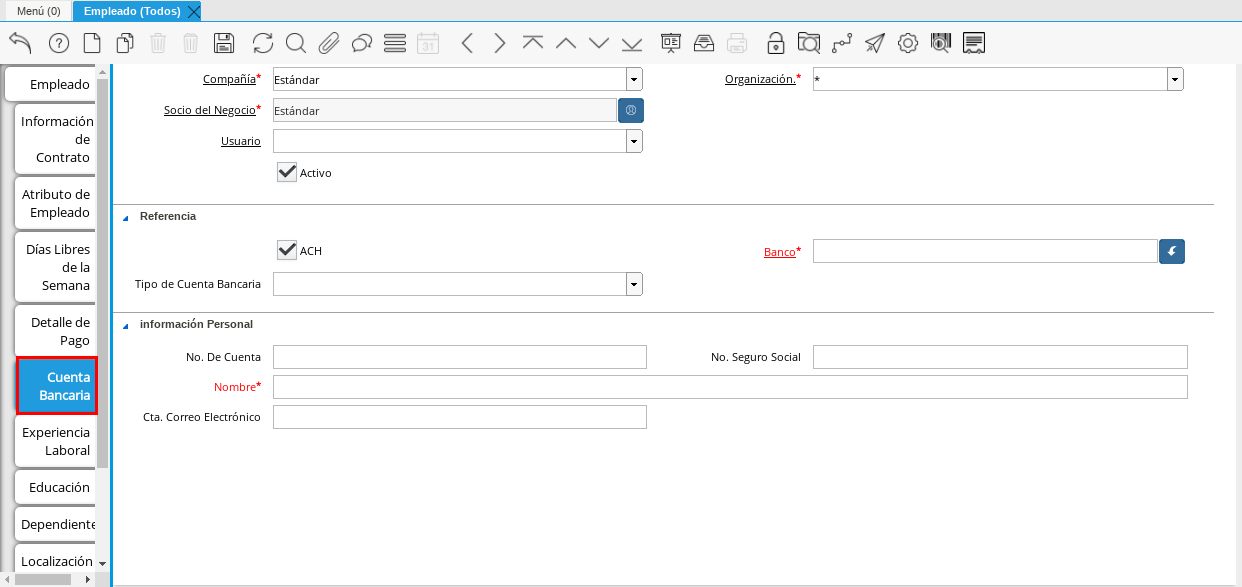 Menú (0)
Empleado (Todos)
31
Empleado
Información
de
Contrato
Atributo de
Empleado
Días Libres
de la
Semana
Detalle de
Pago
Cuenta
Bancaria
Experiencia
Laboral
Educación
Dependiente
Localización
Compañía* Estándar Organización.* *
Socio del Negocio* Estándar
Usuario
Activo
Referencia
ACH Banco*
Tipo de Cuenta Bancaria
información Personal
No. De Cuenta No. Seguro Social
Nombre*
Cta. Correo Electrónico